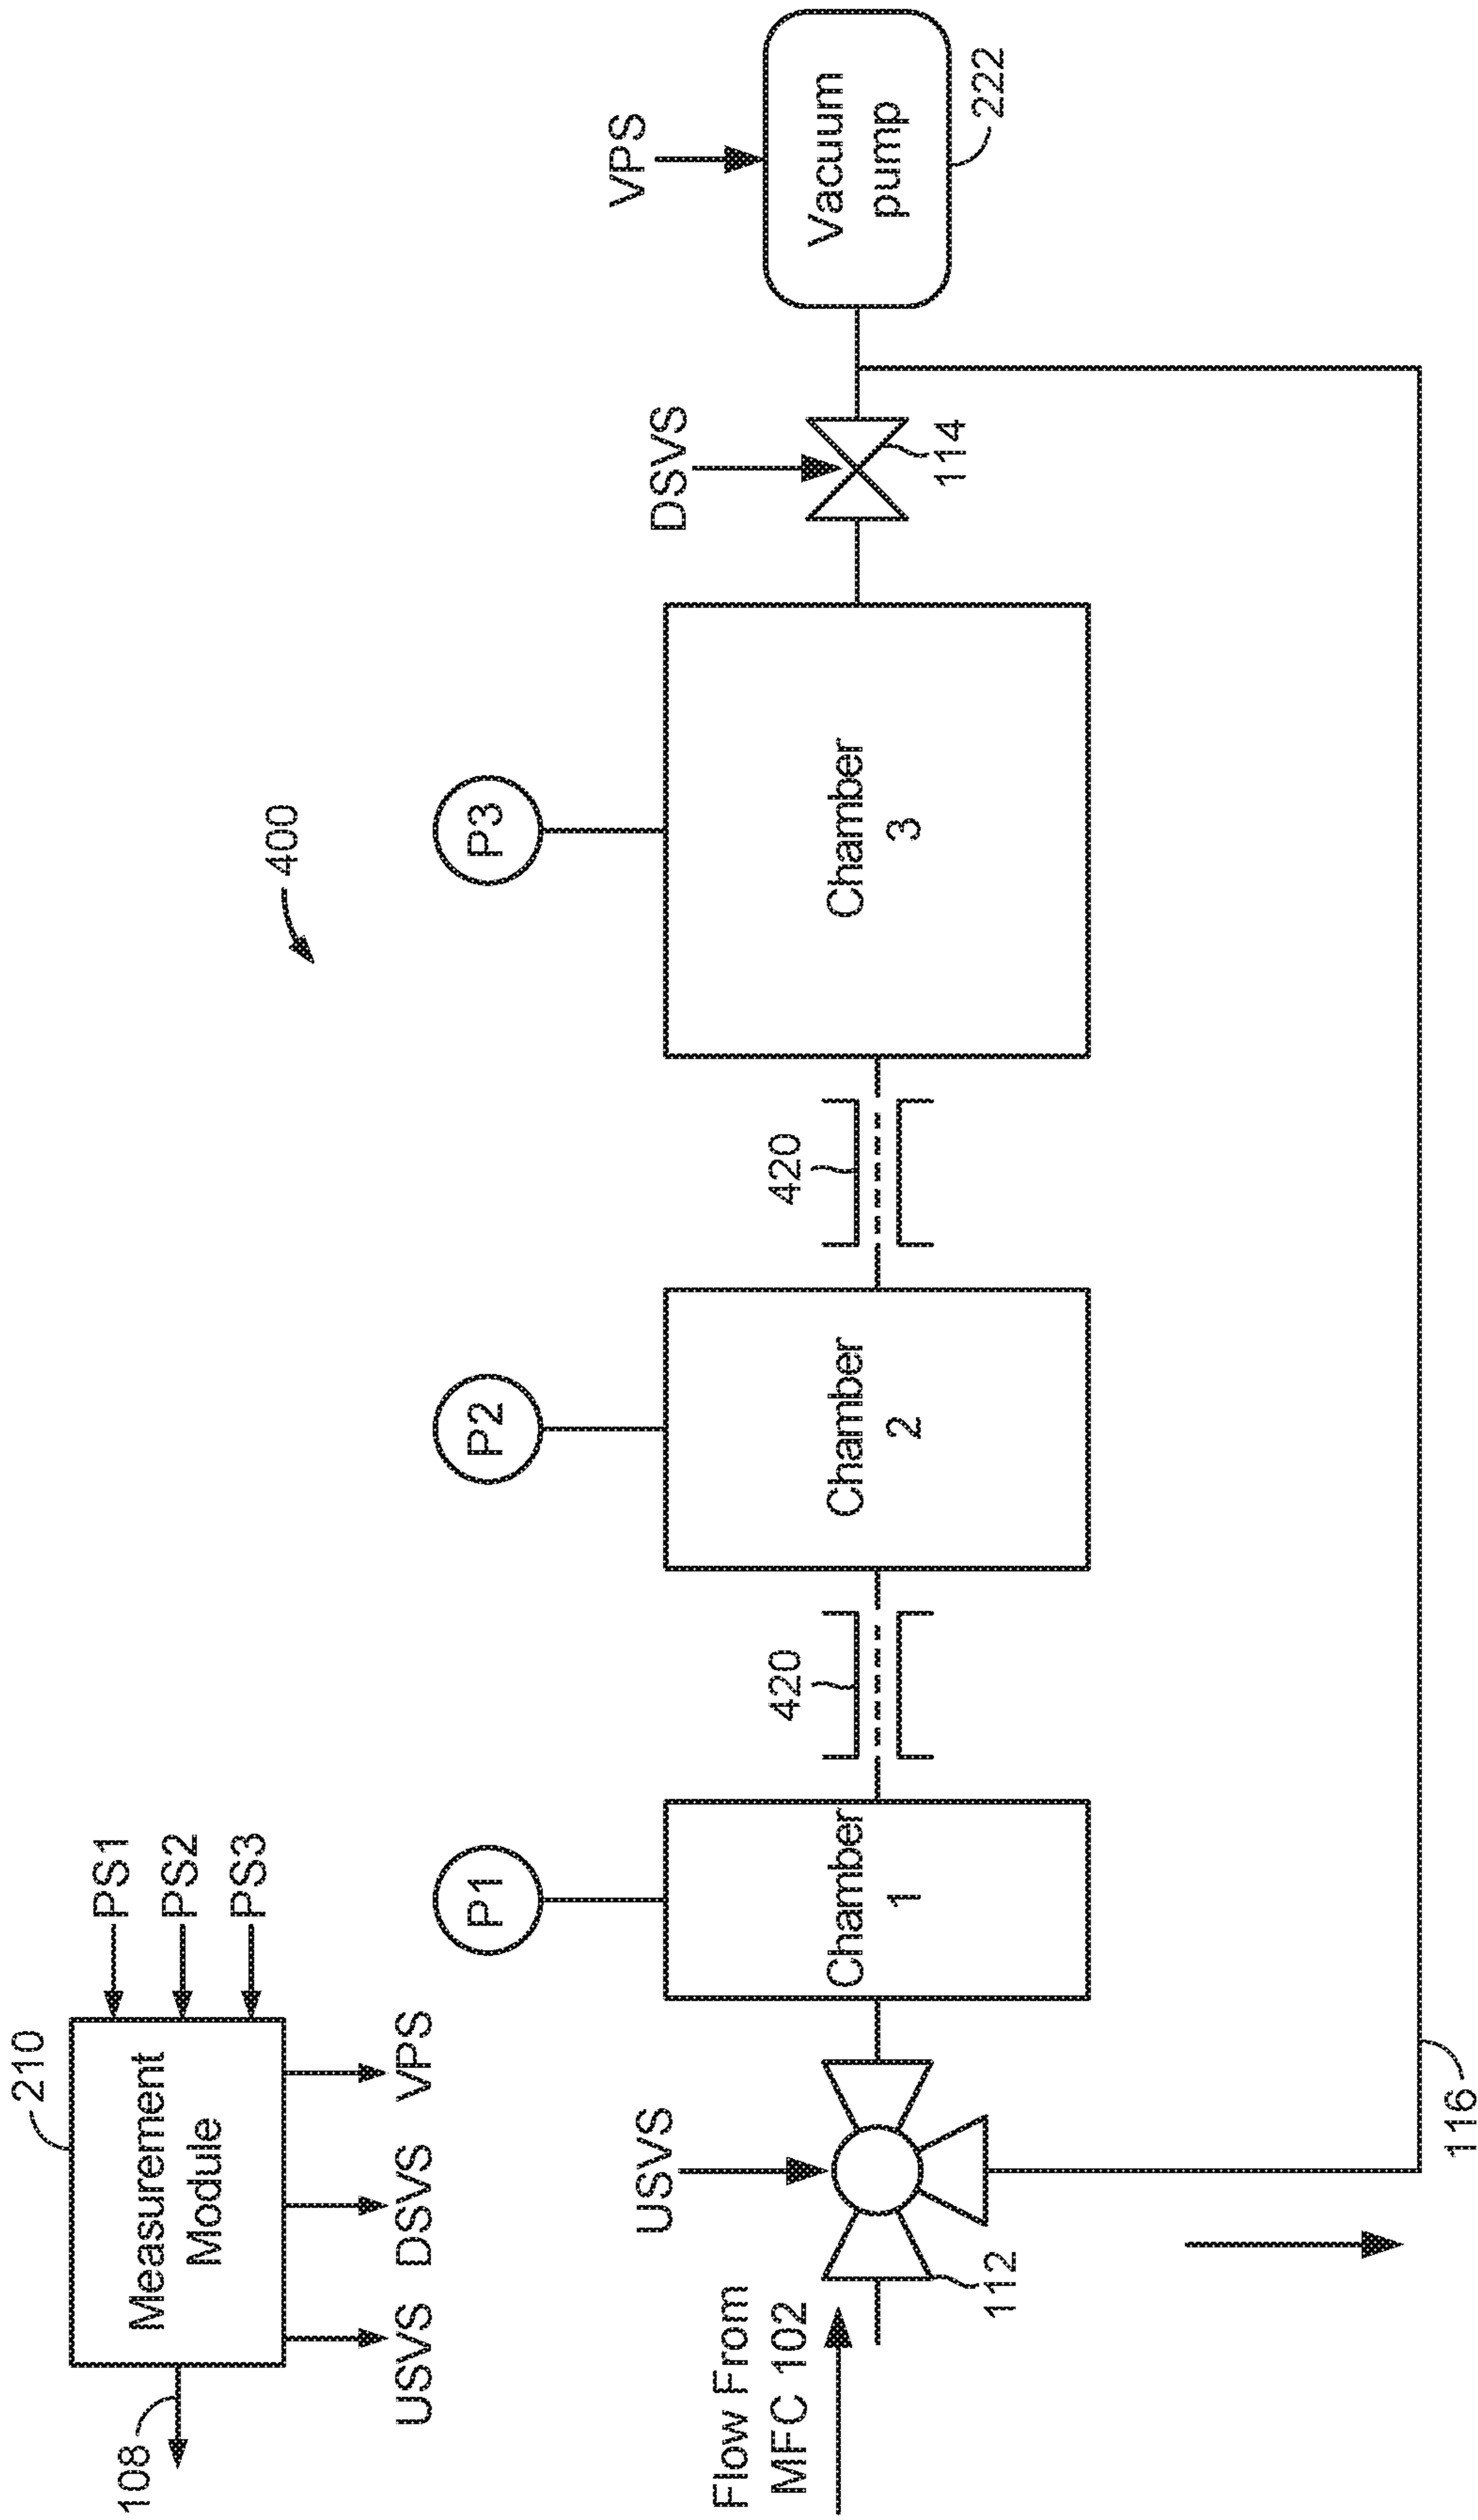 210
Measurement
Module
PS1
PS2
PS3
108
USVS
DSVS
VPS
400
P1
P2
P3
Flow From
MFC 102
USVS
112
Chamber
1
420
Chamber
2
420
Chamber
3
DSVS
114
VPS
Vacuum
pump
222
116